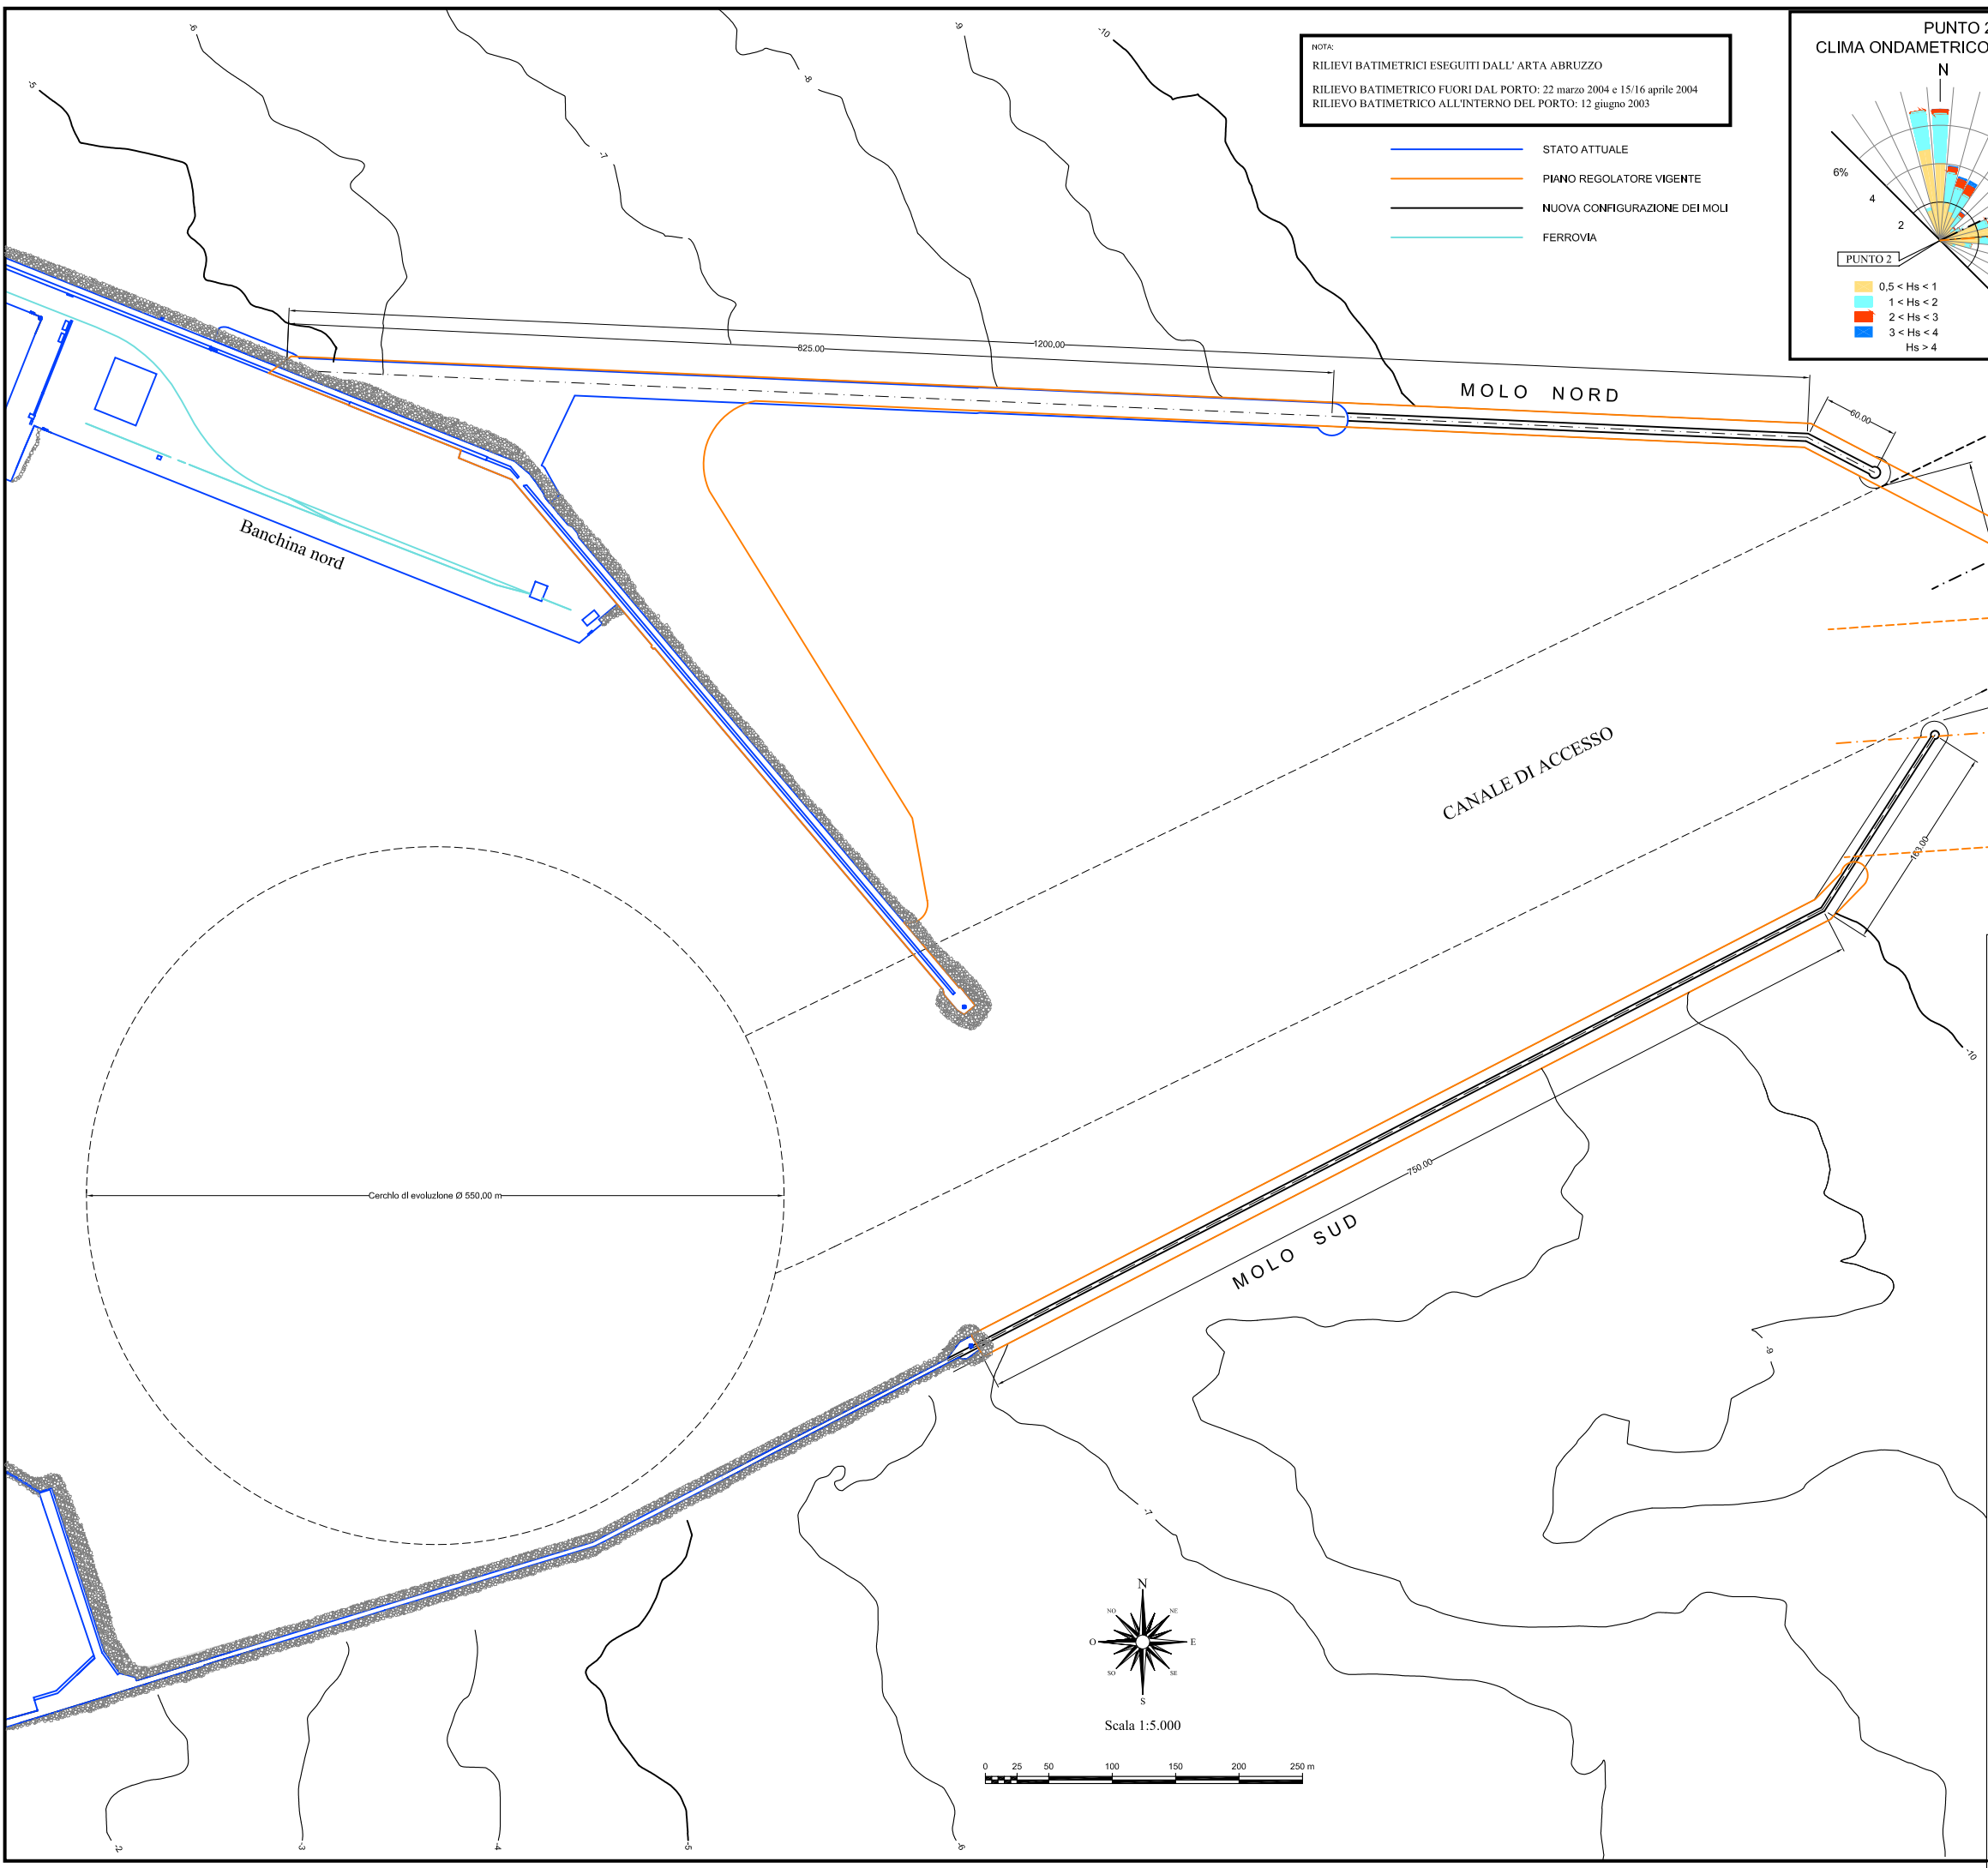 NOTA:
RILIEVI BATIMETRICI ESEGUITI DALL' ARTA ABRUZZO
RILIEVO BATIMETRICO FUORI DAL PORTO: 22 marzo 2004 e 15/16 aprile 2004
RILIEVO BATIMETRICO ALL'INTERNO DEL PORTO: 12 giugno 2003
STATO ATTUALE
PIANO REGOLATORE VIGENTE
NUOVA CONFIGURAZIONE DEI MOLI
FERROVIA
PUNTO 2
CLIMA ONDAMETRICO
N
6%
4
2
PUNTO 2
0,5 < Hs < 1
1 < Hs < 2
2 < Hs < 3
3 < Hs < 4
Hs > 4
-5
-6
-7
-8
-9
-10
1200,00
825.00
MOLO NORD
60.00
Banchina nord
CANALE DI ACCESSO
163.00
-10
750.00
MOLO SUD
Cerchio di evoluzione Ø 550,00 m
-9
-7
N
NO
NE
O
E
SO
SE
S
Scala 1:5.000
0 25 50 100 150 200 250 m
-2
-3
-4
-5
-6